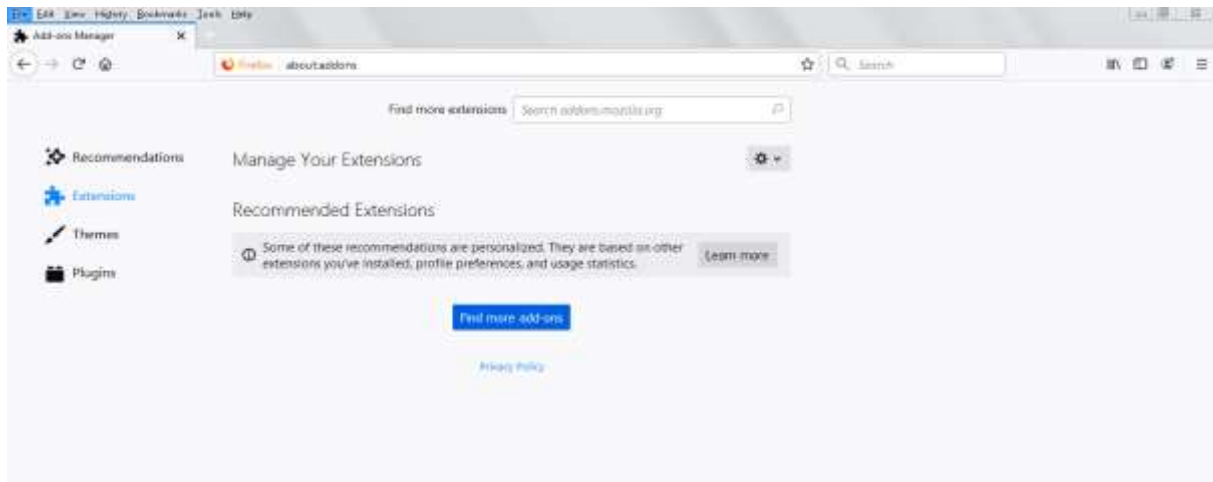 File Edit View History Bookmarks Tools Help
Add-ons Manager
Firefox about:addons Search
Find more extensions Search addons.mozilla.org
Recommendations
Extensions
Themes
Plugins
Manage Your Extensions
Recommended Extensions
Some of these recommendations are personalized. They are based on other
extensions you've installed, profile preferences, and usage statistics.
Learn more
Find more add-ons
Privacy Policy